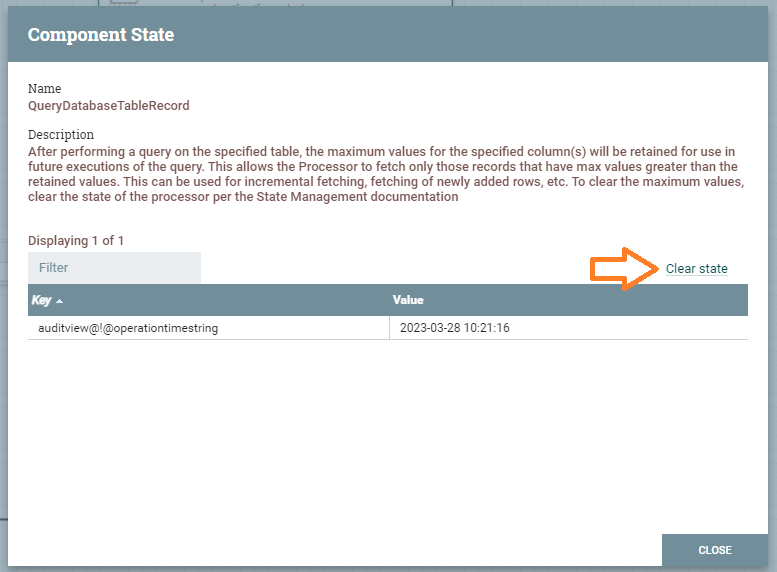 Component State
Name
QueryDatabaseTableRecord
Description
After performing a query on the specified table, the maximum values for the specified column(s) will be retained for use in
future executions of the query. This allows the Processor to fetch only those records that have max values greater than the
retained values. This can be used for incremental fetching, fetching of newly added rows, etc. To clear the maximum values,
clear the state of the processor per the State Management documentation
Displaying 1 of 1
Filter
Clear state
Key Value
auditview@!@operationtimestring 2023-03-28 10:21:16
CLOSE